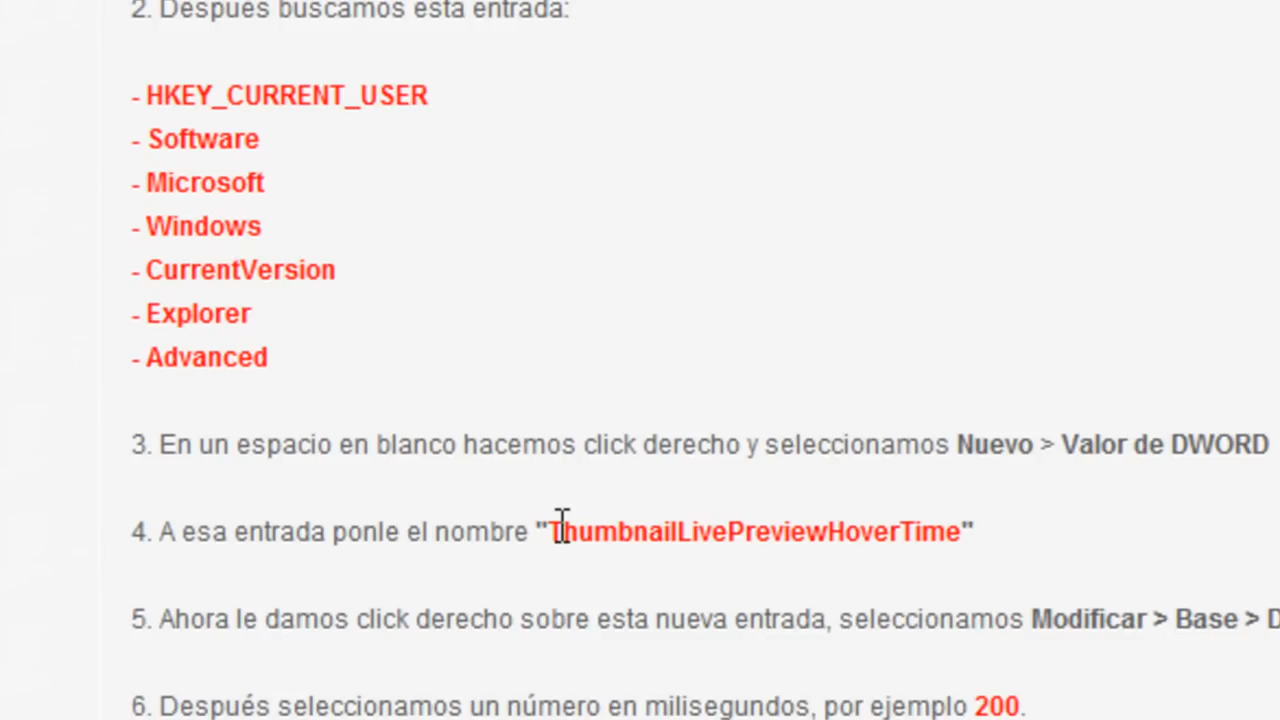 2. Después buscamos esta entrada:
- HKEY_CURRENT_USER
- Software
- Microsoft
- Windows
- CurrentVersion
- Explorer
- Advanced
3. En un espacio en blanco hacemos click derecho y seleccionamos Nuevo > Valor de DWORD
4. A esa entrada ponle el nombre "ThumbnailLivePreviewHoverTime"
5. Ahora le damos click derecho sobre esta nueva entrada, seleccionamos Modificar > Base >
6. Después seleccionamos un número en milisegundos, por ejemplo 200.